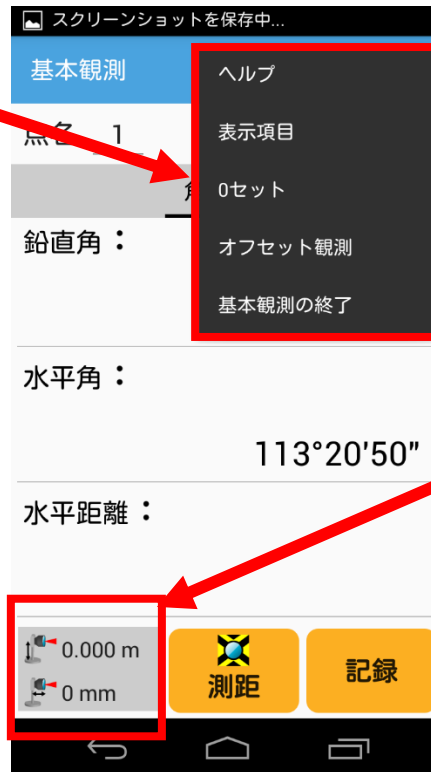 スクリーンショットを保存中...
基本観測
ヘルプ
点名 1
表示項目
0セット
鉛直角：
オフセット観測
基本観測の終了
水平角：
113°20'50"
水平距離：
0.000 m
0 mm
測距
記録